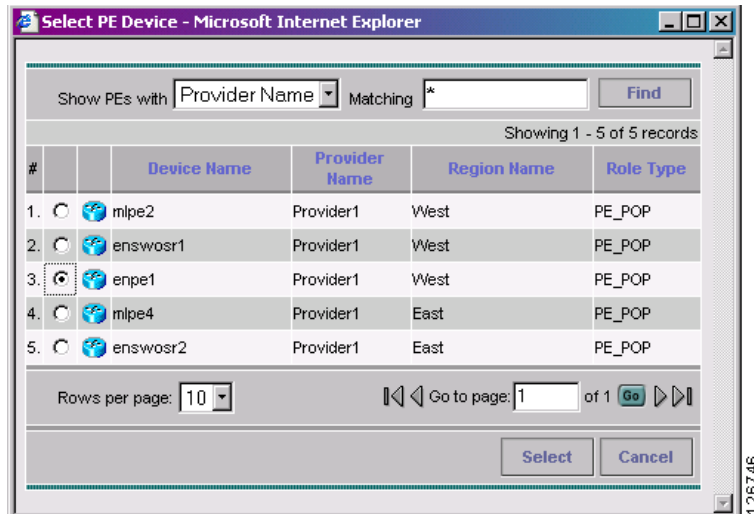 Select PE Device - Microsoft Internet Explorer
Show PEs with Provider Name Matching * Find
Showing 1 - 5 of 5 records
# Device Name Provider Name Region Name Role Type
1. mlpe2 Provider1 West PE_POP
2. enswosr1 Provider1 West PE_POP
3. enpe1 Provider1 West PE_POP
4. mlpe4 Provider1 East PE_POP
5. enswosr2 Provider1 East PE_POP
Rows per page: 10 Go to page: 1 of 1 Go
Select Cancel
126746